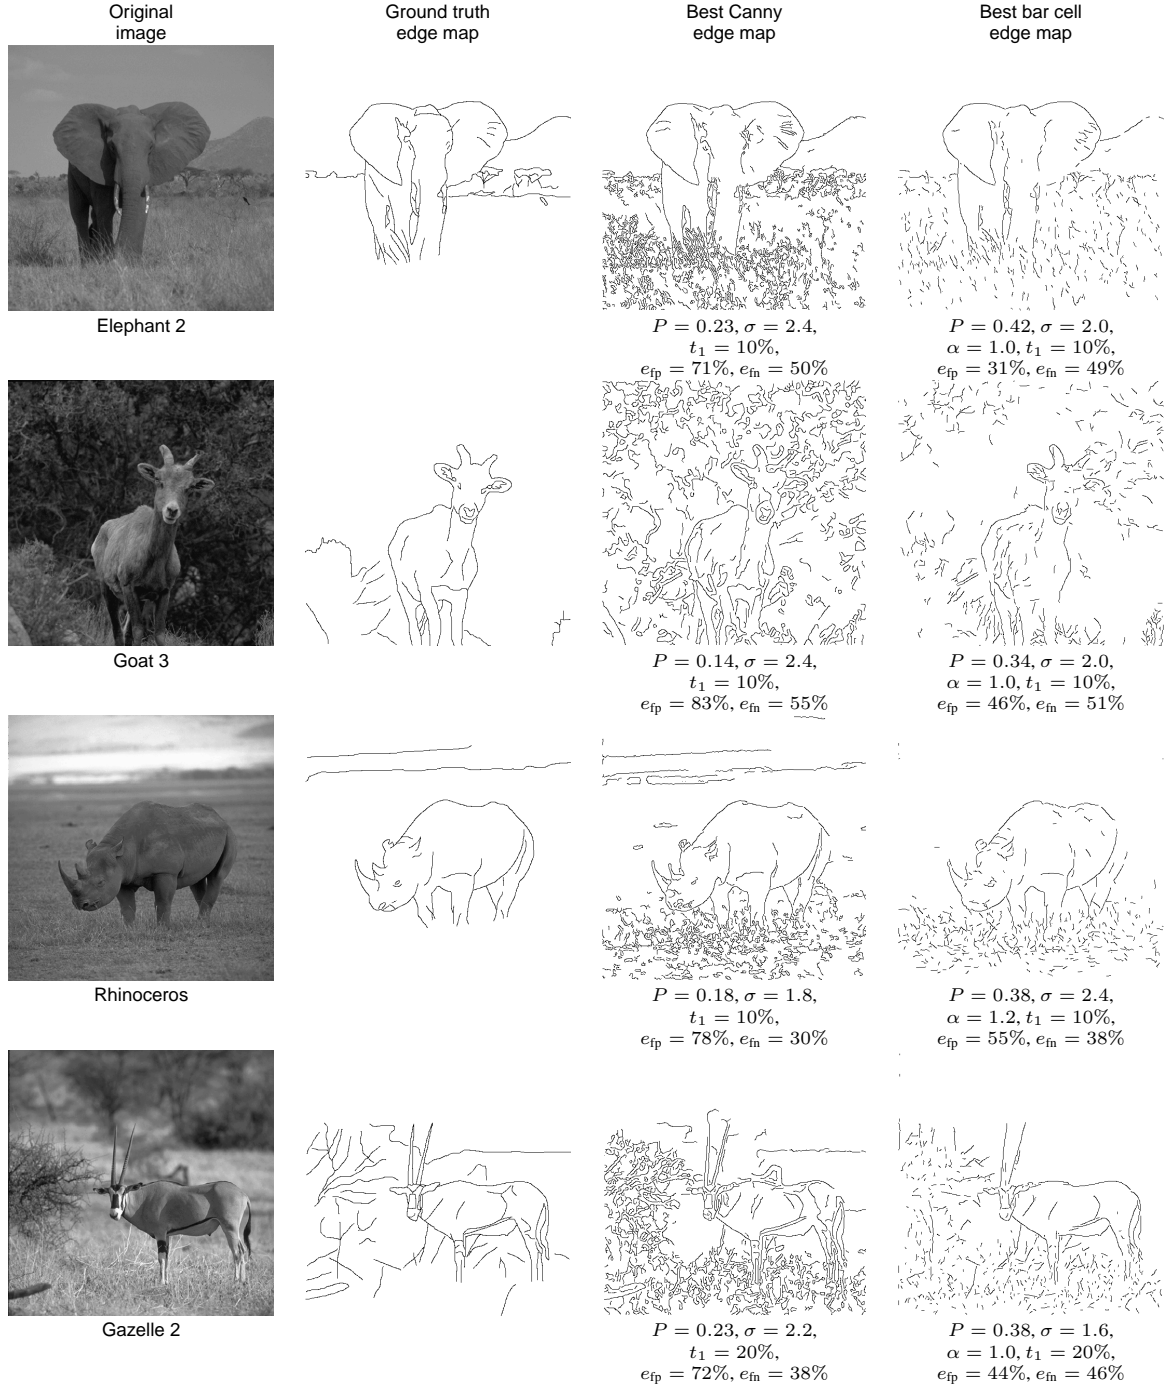 Original
image
Ground truth
edge map
Best Canny
edge map
Best bar cell
edge map
Elephant 2
P = 0.23, σ = 2.4,
t₁ = 10%,
e_fp = 71%, e_fn = 50%
P = 0.42, σ = 2.0,
α = 1.0, t₁ = 10%,
e_fp = 31%, e_fn = 49%
Goat 3
P = 0.14, σ = 2.4,
t₁ = 10%,
e_fp = 83%, e_fn = 55%
P = 0.34, σ = 2.0,
α = 1.0, t₁ = 10%,
e_fp = 46%, e_fn = 51%
Rhinoceros
P = 0.18, σ = 1.8,
t₁ = 10%,
e_fp = 78%, e_fn = 30%
P = 0.38, σ = 2.4,
α = 1.2, t₁ = 10%,
e_fp = 55%, e_fn = 38%
Gazelle 2
P = 0.23, σ = 2.2,
t₁ = 20%,
e_fp = 72%, e_fn = 38%
P = 0.38, σ = 1.6,
α = 1.0, t₁ = 20%,
e_fp = 44%, e_fn = 46%